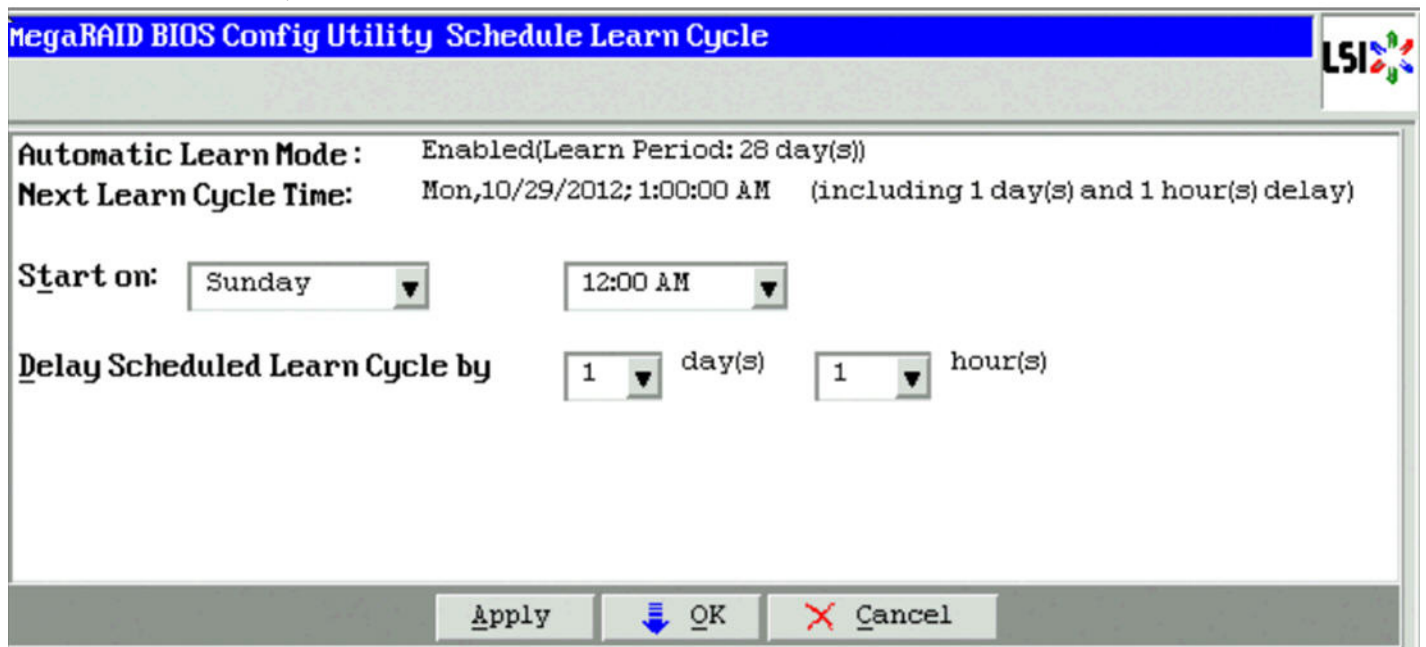 MegaRAID BIOS Config Utility Schedule Learn Cycle
LSI
Automatic Learn Mode : Enabled(Learn Period: 28 day(s))
Next Learn Cycle Time: Mon,10/29/2012; 1:00:00 AM (including 1 day(s) and 1 hour(s) delay)
Start on: Sunday 12:00 AM
Delay Scheduled Learn Cycle by 1 day(s) 1 hour(s)
Apply OK Cancel